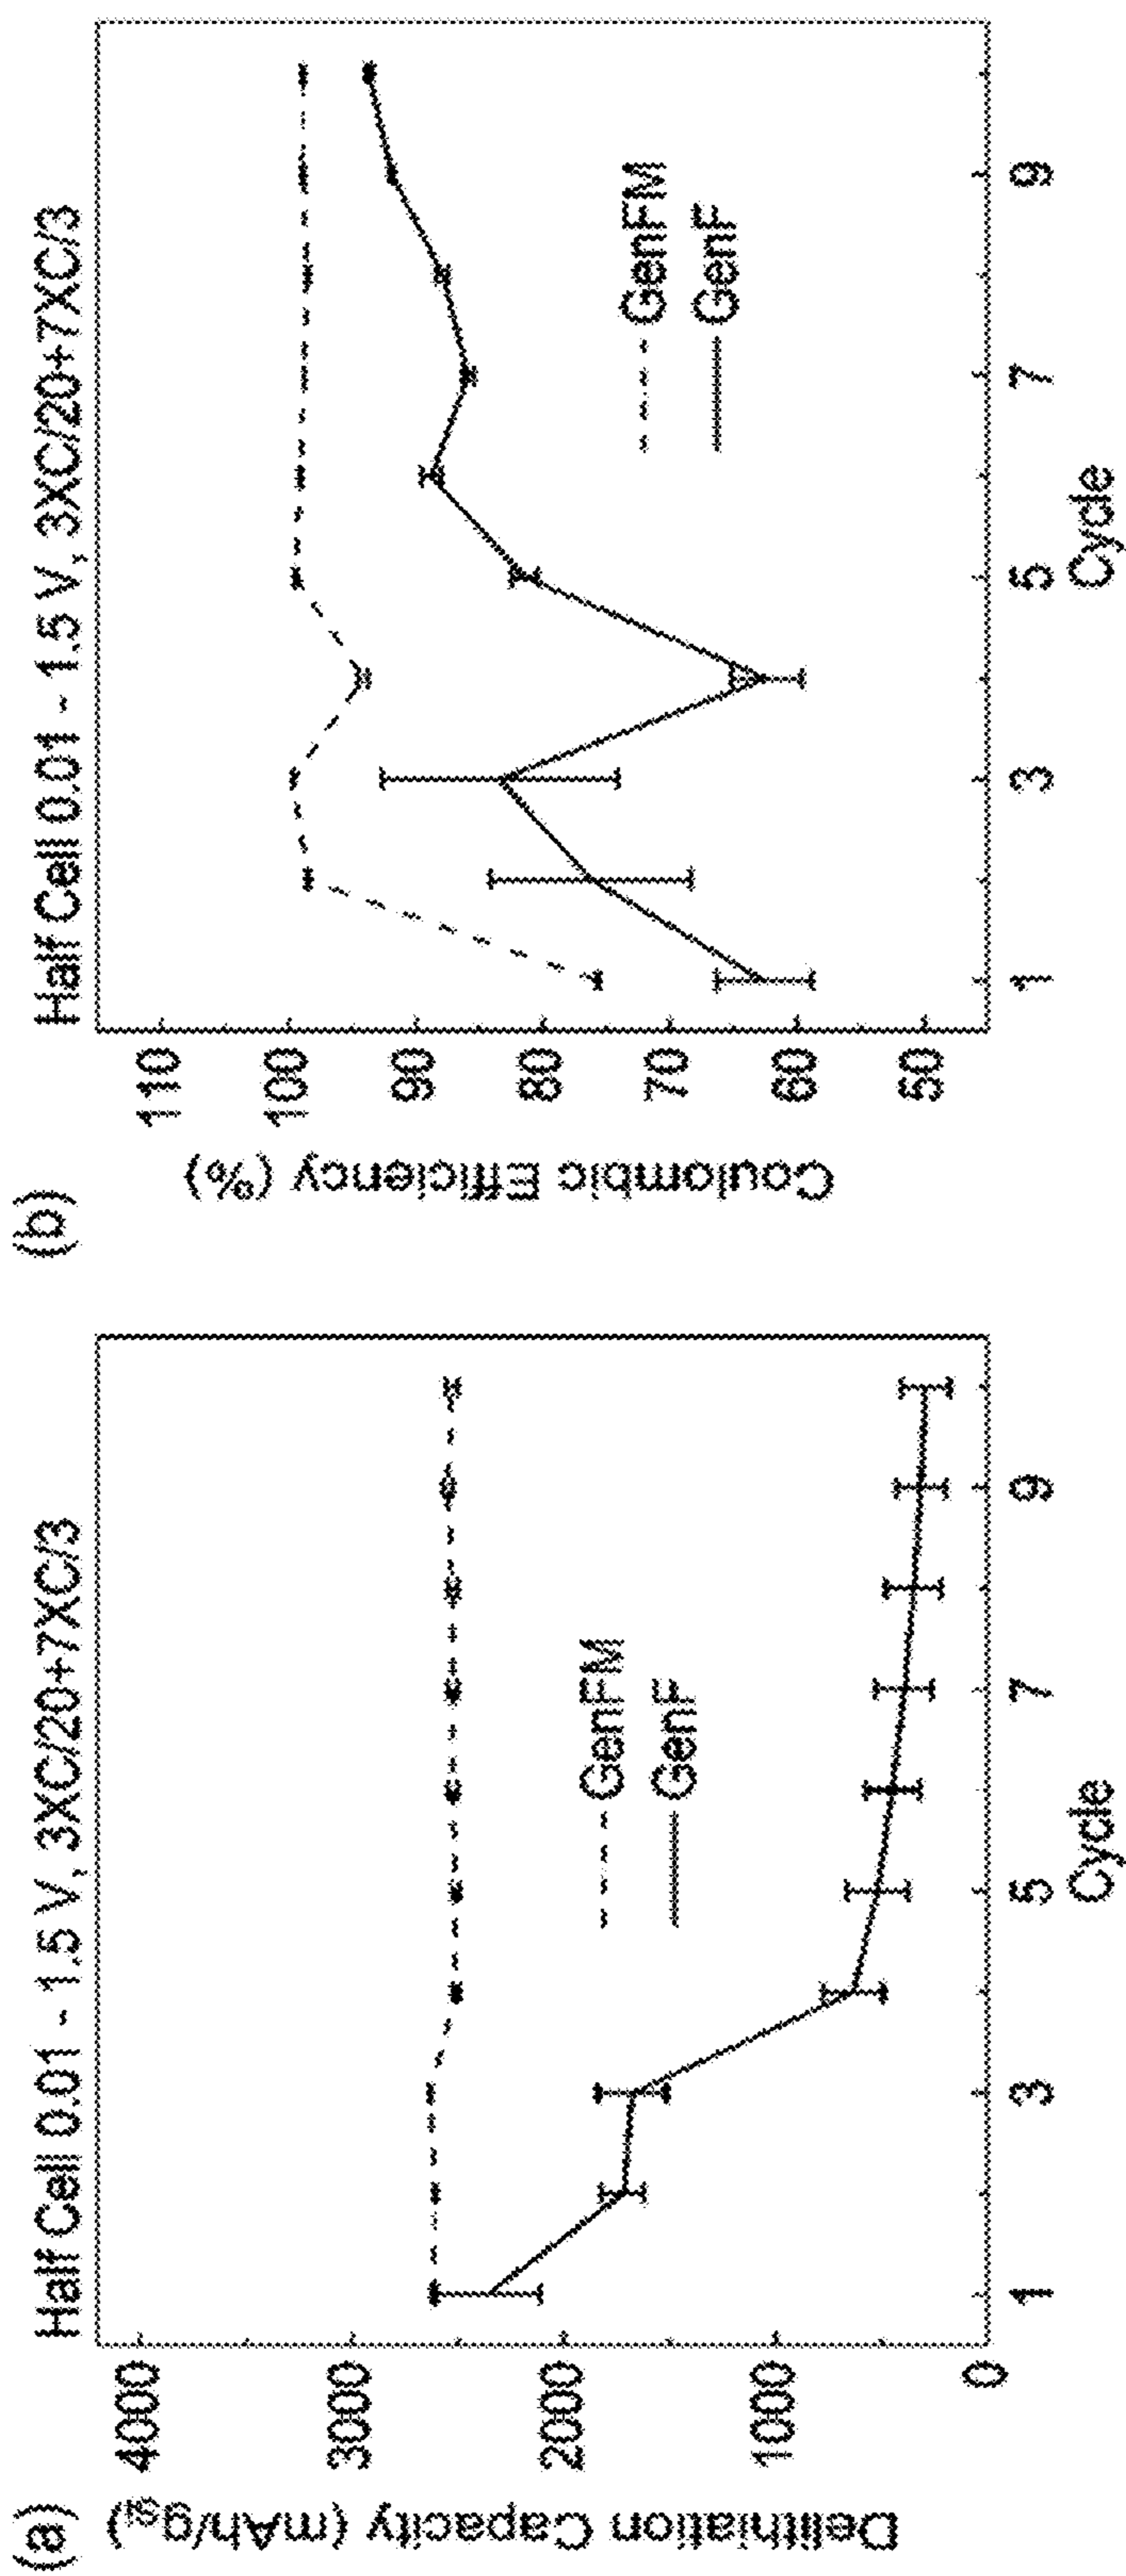 (a)
Half Cell 0.01 - 1.5 V, 3XC/20+7XC/3
Delithiation Capacity (mAh/gSi)
4000
3000
2000
1000
0
GenFM
GenF
1 3 5 7 9
Cycle
(b)
Half Cell 0.01 - 1.5 V, 3XC/20+7XC/3
Coulombic Efficiency (%)
110
100
90
80
70
60
50
GenFM
GenF
1 3 5 7 9
Cycle